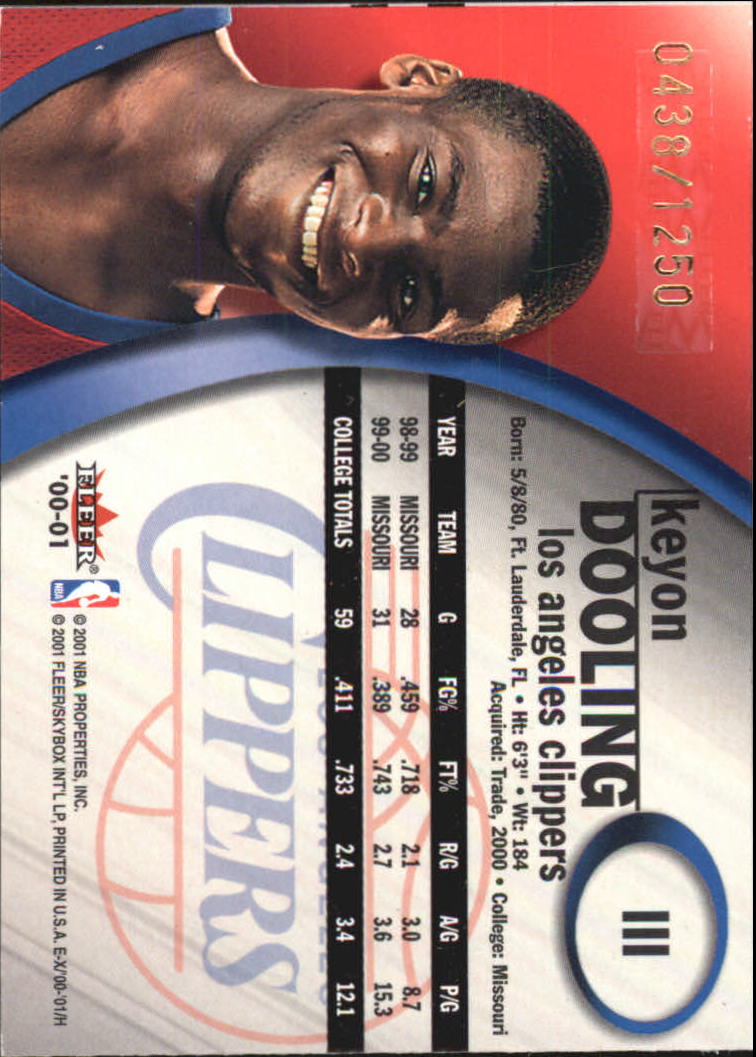 0438/1250
keyon
DOOLING
111
los angeles clippers
Born: 5/8/80, Ft. Lauderdale, FL • Ht: 6'3" • Wt: 184
Acquired: Trade, 2000 • College: Missouri
YEAR TEAM G FG% FT% R/G A/G P/G
98-99 MISSOURI 28 .459 .718 2.1 3.0 8.7
99-00 MISSOURI 31 .389 .743 2.7 3.6 15.3
COLLEGE TOTALS 59 .411 .733 2.4 3.4 12.1
LOS ANGELES
CLIPPERS
FLEER®
'00-01
NBA
© 2001 NBA PROPERTIES, INC.
© 2001 FLEER/SKYBOX INT'L LP, PRINTED IN U.S.A. E-X/'00-'01/H